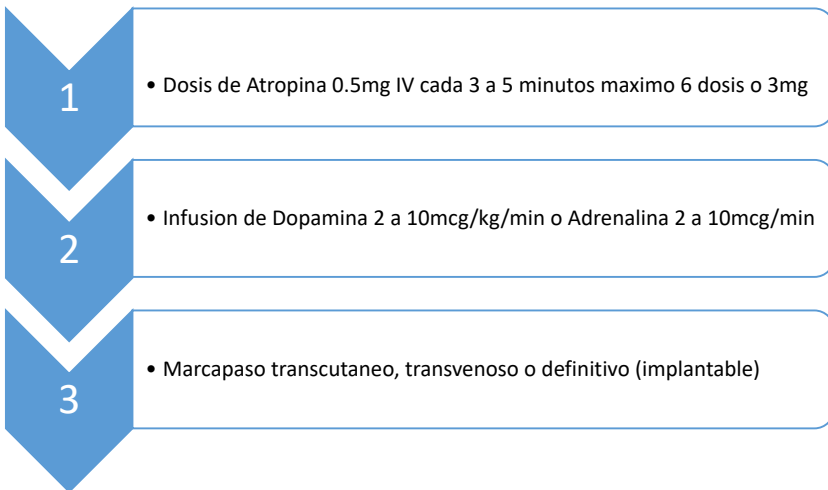 1
• Dosis de Atropina 0.5mg IV cada 3 a 5 minutos maximo 6 dosis o 3mg
2
• Infusion de Dopamina 2 a 10mcg/kg/min o Adrenalina 2 a 10mcg/min
3
• Marcapaso transcutaneo, transvenoso o definitivo (implantable)